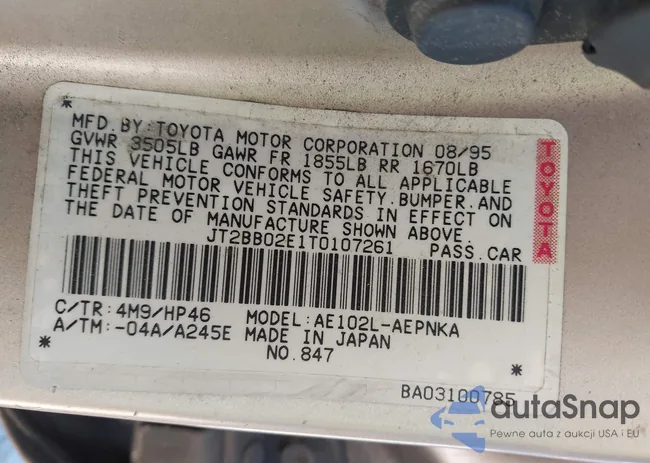 MFD.BY:TOYOTA MOTOR CORPORATION 08/95
GVWR 3505LB GAWR FR 1855LB RR 1670LB
THIS VEHICLE CONFORMS TO ALL APPLICABLE
FEDERAL MOTOR VEHICLE SAFETY.BUMPER.AND
THEFT PREVENTION STANDARDS IN EFFECT ON
THE DATE OF MANUFACTURE SHOWN ABOVE.
JT2BB02E1T0107261 PASS.CAR
TOYOTA
C/TR:4M9/HP46 MODEL:AE102L-AEPNKA
A/TM:-04A/A245E MADE IN JAPAN
NO.847
BA03100785
autaSnap
Pewne auta z aukcji USA i EU